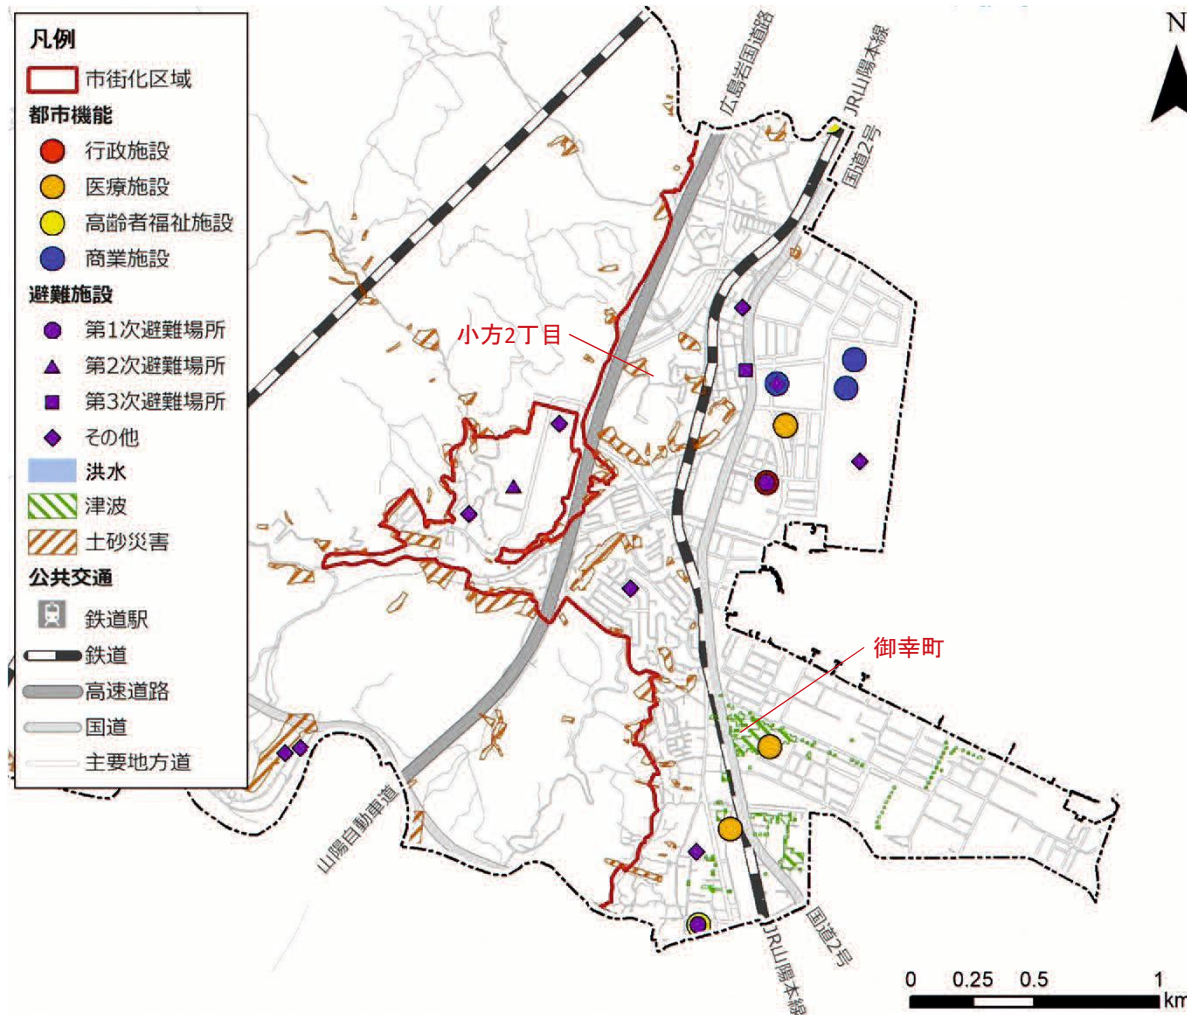 凡例
市街化区域
都市機能
行政施設
医療施設
高齢者福祉施設
商業施設
避難施設
第1次避難場所
第2次避難場所
第3次避難場所
その他
洪水
津波
土砂災害
公共交通
鉄道駅
鉄道
高速道路
国道
主要地方道
広島岩国道路
JR山陽本線
国道2号
N
小方2丁目
御幸町
山陽自動車道
国道2号
JR山陽本線
0 0.25 0.5 1
km